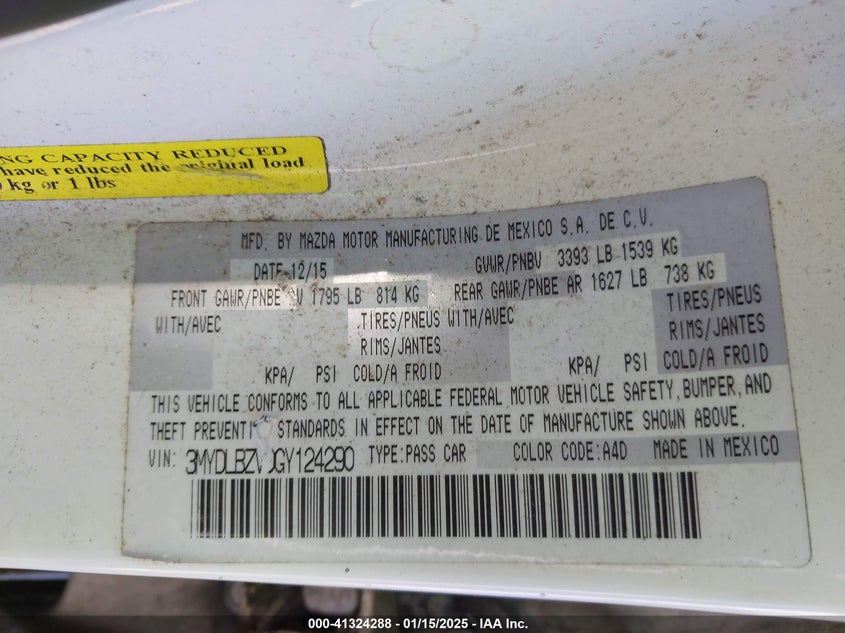 NG CAPACITY REDUCED
have reduced the original load
kg or 1 lbs
MFD. BY MAZDA MOTOR MANUFACTURING DE MEXICO S.A. DE C.V.
DATE-12/15 GVWR/PNBV 3393 LB 1539 KG
FRONT GAWR/PNBE V 1795 LB 814 KG REAR GAWR/PNBE AR 1627 LB 738 KG
WITH/AVEC TIRES/PNEUS WITH/AVEC TIRES/PNEUS
RIMS/JANTES RIMS/JANTES
KPA/ PSI COLD/A FROID KPA/ PSI COLD/A FROID
THIS VEHICLE CONFORMS TO ALL APPLICABLE FEDERAL MOTOR VEHICLE SAFETY, BUMPER, AND
THEFT PREVENTI STANDARDS IN EFFECT ON THE DATE OF MANUFACTURE SHOWN ABOVE.
VIN: TYPE:PASS CAR COLOR CODE:A4D MADE IN MEXICO
000-41324288 - 01/15/2025 - IAA Inc.